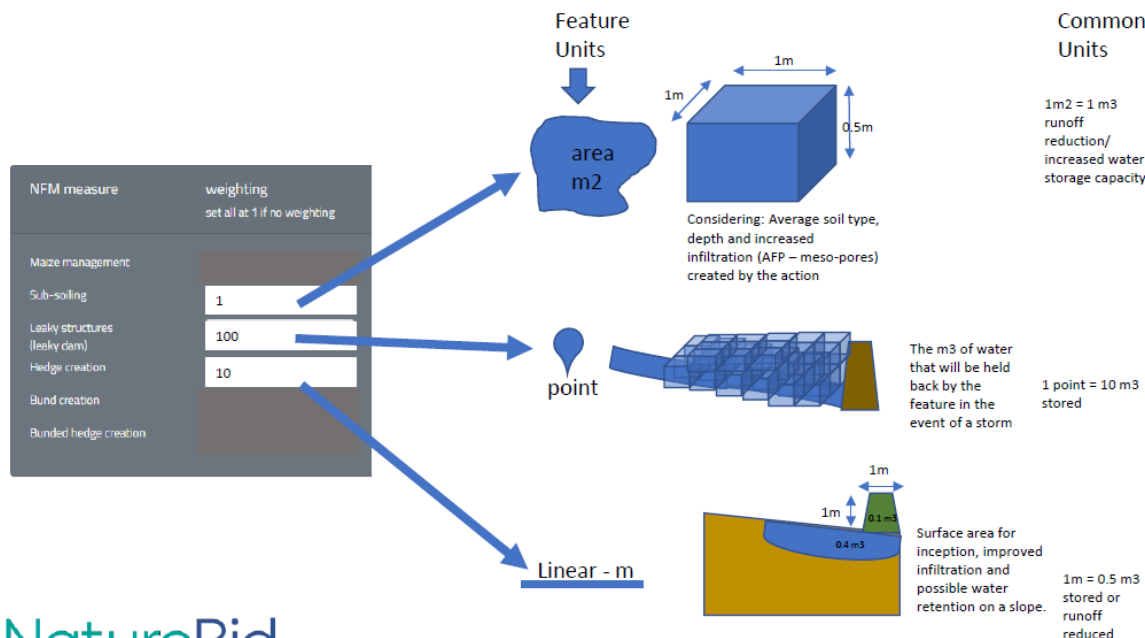 Feature
Units
Common
Units
1m
1m
0.5m
area
m2
1m2 = 1 m3
runoff
reduction/
increased water
storage capacity
Considering: Average soil type,
depth and increased
infiltration (AFP – meso-pores)
created by the action
NFM measure
weighting
set all at 1 if no weighting
Maize management
Sub-soiling
1
Leaky structures
(leaky dam)
100
Hedge creation
10
Bund creation
Bunded hedge creation
point
The m3 of water
that will be held
back by the
feature in the
event of a storm
1 point = 10 m3
stored
1m
1m
0.1 m3
0.4 m3
Surface area for
inception, improved
infiltration and
possible water
retention on a slope.
Linear - m
1m = 0.5 m3
stored or
runoff
reduced
NatureBid